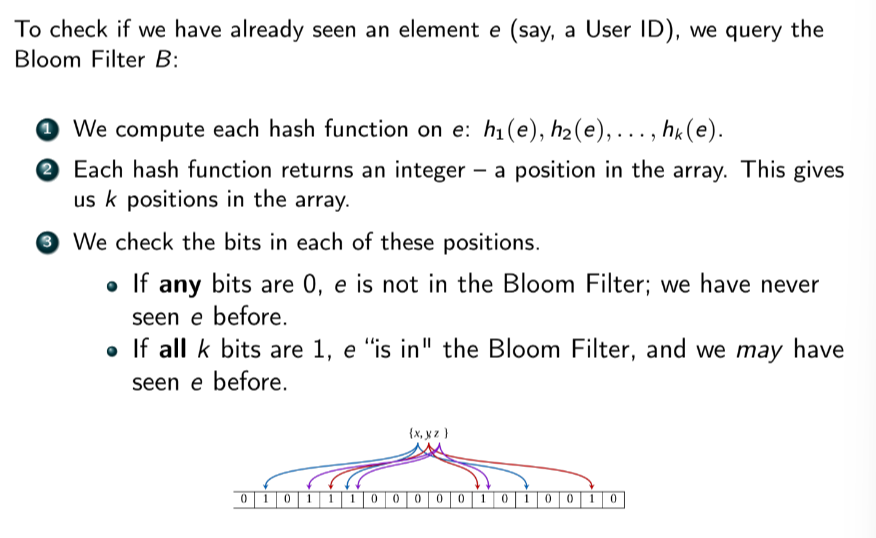 To check if we have already seen an element e (say, a User ID), we query the
Bloom Filter B:
1 We compute each hash function on e: h₁(e), h₂(e), . . . , hₖ(e).
2 Each hash function returns an integer – a position in the array. This gives
us k positions in the array.
3 We check the bits in each of these positions.
• If any bits are 0, e is not in the Bloom Filter; we have never
seen e before.
• If all k bits are 1, e “is in" the Bloom Filter, and we may have
seen e before.
{x, y z }
0 1 0 1 1 1 0 0 0 0 0 1 0 1 0 0 1 0